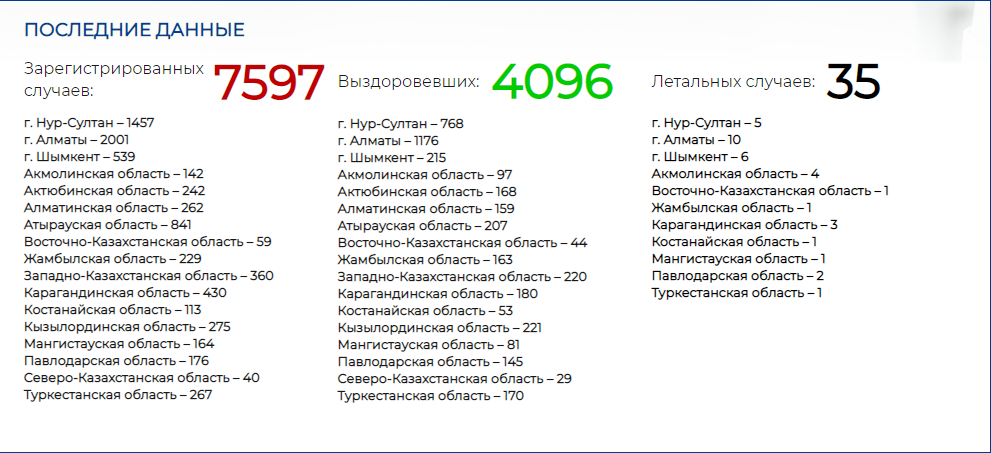 ПОСЛЕДНИЕ ДАННЫЕ
Зарегистрированных
случаев:
7597
г. Нур-Султан – 1457
г. Алматы – 2001
г. Шымкент – 539
Акмолинская область – 142
Актюбинская область – 242
Алматинская область – 262
Атырауская область – 841
Восточно-Казахстанская область – 59
Жамбылская область – 229
Западно-Казахстанская область – 360
Карагандинская область – 430
Костанайская область – 113
Кызылординская область – 275
Мангистауская область – 164
Павлодарская область – 176
Северо-Казахстанская область – 40
Туркестанская область – 267
Выздоровевших:
4096
г. Нур-Султан – 768
г. Алматы – 1176
г. Шымкент – 215
Акмолинская область – 97
Актюбинская область – 168
Алматинская область – 159
Атырауская область – 207
Восточно-Казахстанская область – 44
Жамбылская область – 163
Западно-Казахстанская область – 220
Карагандинская область – 180
Костанайская область – 53
Кызылординская область – 221
Мангистауская область – 81
Павлодарская область – 145
Северо-Казахстанская область – 29
Туркестанская область – 170
Летальных случаев:
35
г. Нур-Султан – 5
г. Алматы – 10
г. Шымкент – 6
Акмолинская область – 4
Восточно-Казахстанская область – 1
Жамбылская область – 1
Карагандинская область – 3
Костанайская область – 1
Мангистауская область – 1
Павлодарская область – 2
Туркестанская область – 1